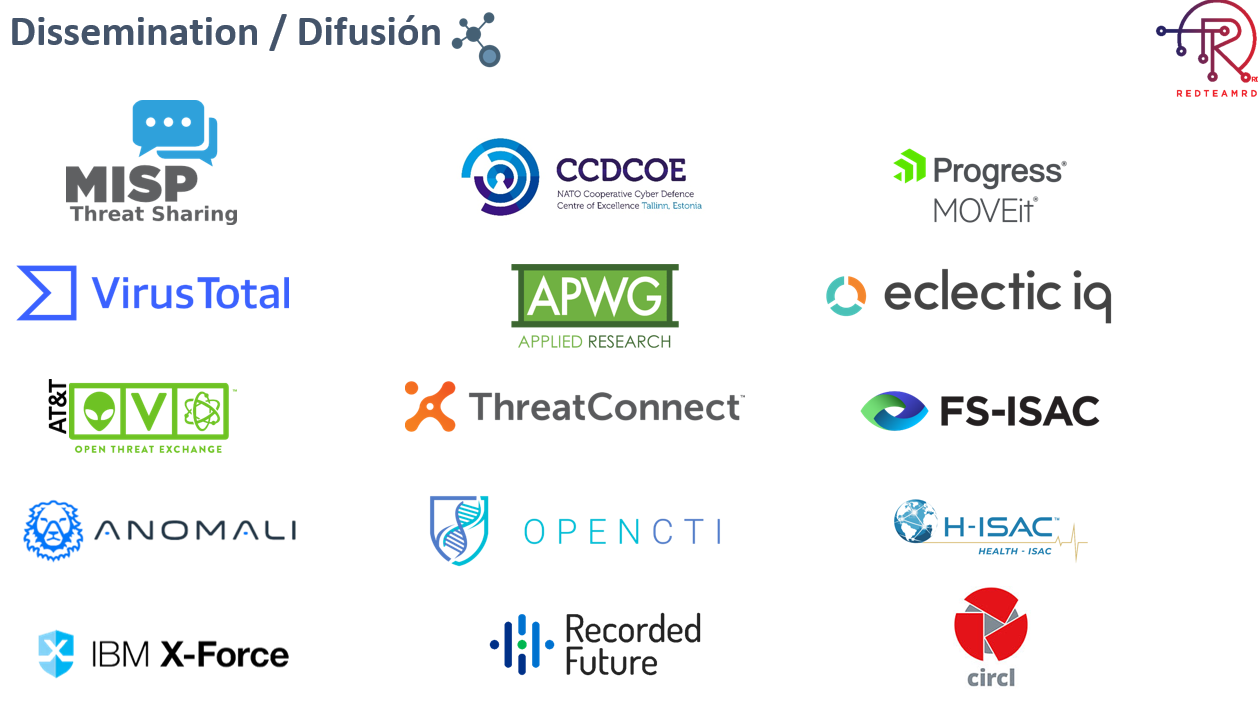 Dissemination / Difusión
REDTEAMRD
MISP
Threat Sharing
CCDCOE
NATO Cooperative Cyber Defence
Centre of Excellence Tallinn, Estonia
Progress®
MOVEit®
VirusTotal
APWG
APPLIED RESEARCH
eclectic iq
AT&T
OPEN THREAT EXCHANGE
ThreatConnect™
FS-ISAC
ANOMALI
OPENCTI
H-ISAC™
HEALTH - ISAC
IBM X-Force
Recorded
Future
circl